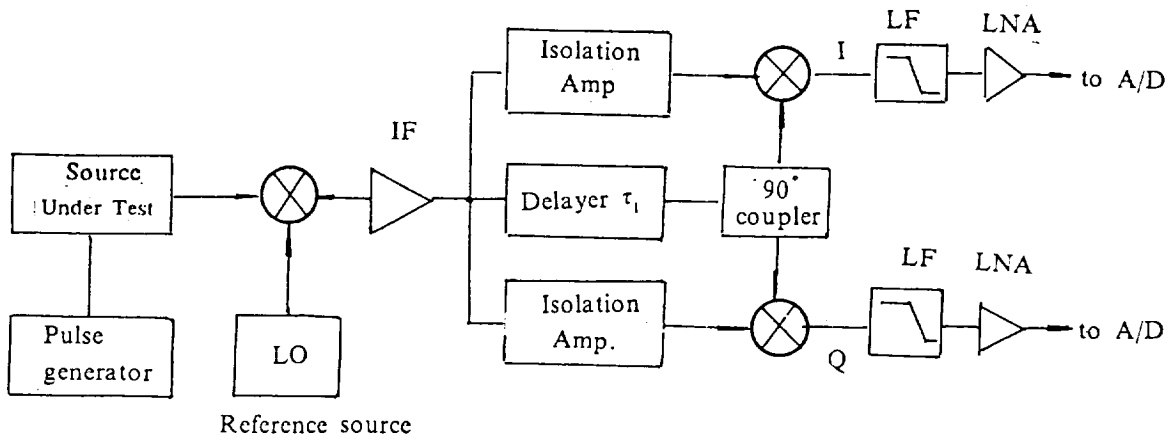 LF
LNA
Isolation
Amp
I
to A/D
IF
Source
Under Test
Delayer τ₁
90°
coupler
LF
LNA
Isolation
Amp.
Pulse
generator
LO
Q
to A/D
Reference source